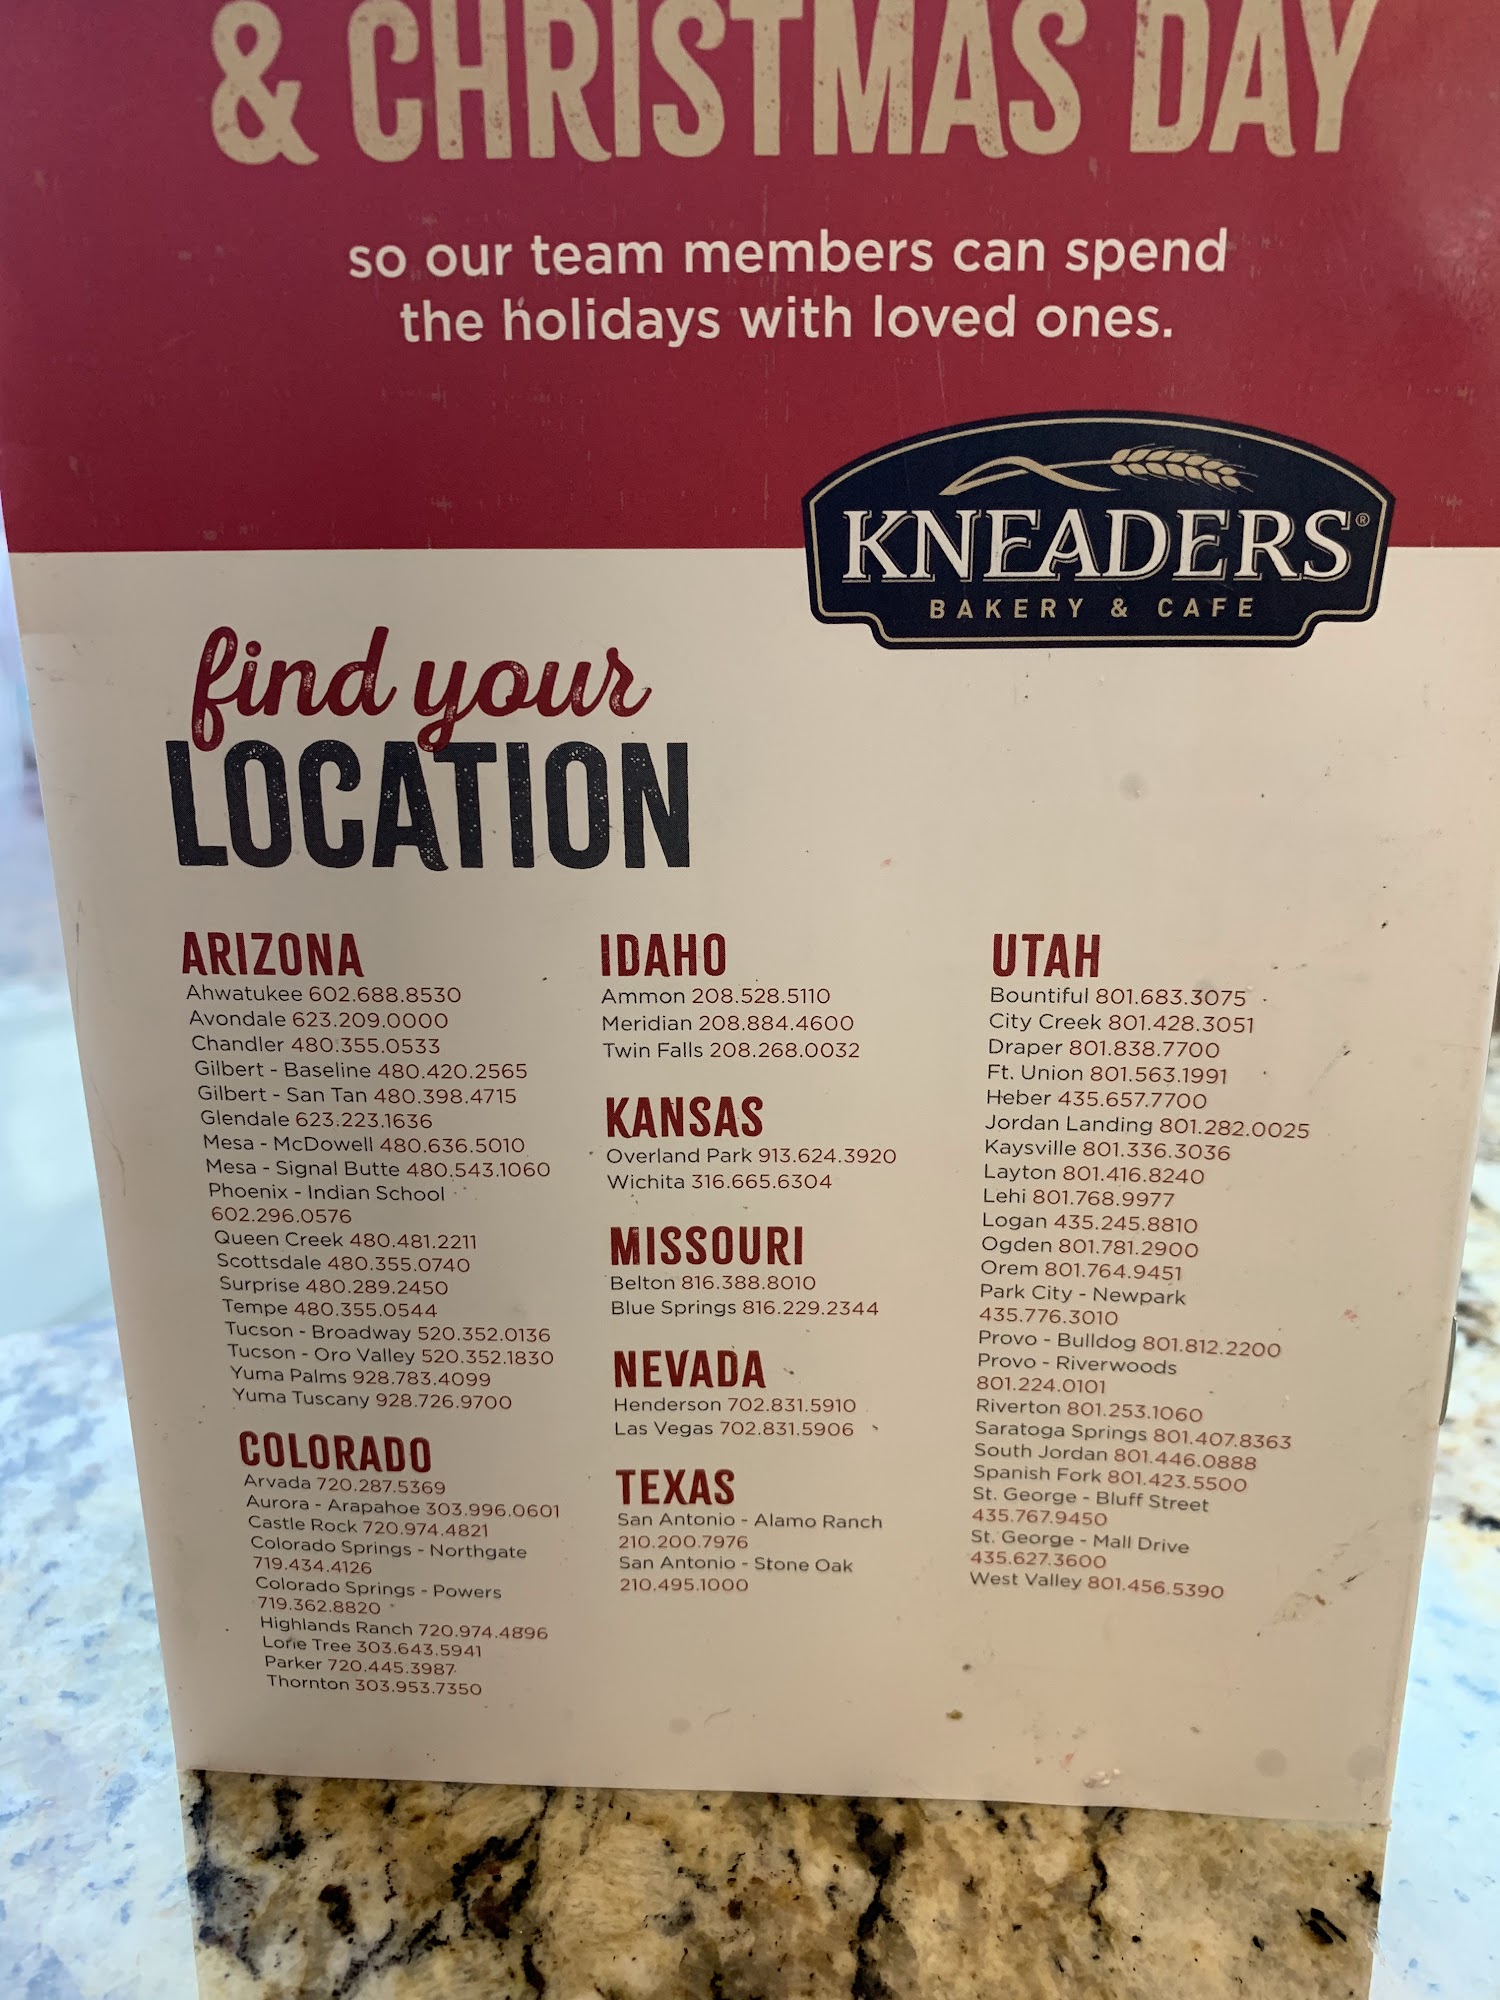 & CHRISTMAS DAY
so our team members can spend
the holidays with loved ones.
KNEADERS®
BAKERY & CAFE
find your
LOCATION
ARIZONA
Ahwatukee 602.688.8530
Avondale 623.209.0000
Chandler 480.355.0533
Gilbert - Baseline 480.420.2565
Gilbert - San Tan 480.398.4715
Glendale 623.223.1636
Mesa - McDowell 480.636.5010
Mesa - Signal Butte 480.543.1060
Phoenix - Indian School
602.296.0576
Queen Creek 480.481.2211
Scottsdale 480.355.0740
Surprise 480.289.2450
Tempe 480.355.0544
Tucson - Broadway 520.352.0136
Tucson - Oro Valley 520.352.1830
Yuma Palms 928.783.4099
Yuma Tuscany 928.726.9700
COLORADO
Arvada 720.287.5369
Aurora - Arapahoe 303.996.0601
Castle Rock 720.974.4821
Colorado Springs - Northgate
719.434.4126
Colorado Springs - Powers
719.362.8820
Highlands Ranch 720.974.4896
Lone Tree 303.643.5941
Parker 720.445.3987
Thornton 303.953.7350
IDAHO
Ammon 208.528.5110
Meridian 208.884.4600
Twin Falls 208.268.0032
KANSAS
Overland Park 913.624.3920
Wichita 316.665.6304
MISSOURI
Belton 816.388.8010
Blue Springs 816.229.2344
NEVADA
Henderson 702.831.5910
Las Vegas 702.831.5906
TEXAS
San Antonio - Alamo Ranch
210.200.7976
San Antonio - Stone Oak
210.495.1000
UTAH
Bountiful 801.683.3075
City Creek 801.428.3051
Draper 801.838.7700
Ft. Union 801.563.1991
Heber 435.657.7700
Jordan Landing 801.282.0025
Kaysville 801.336.3036
Layton 801.416.8240
Lehi 801.768.9977
Logan 435.245.8810
Ogden 801.781.2900
Orem 801.764.9451
Park City - Newpark
435.776.3010
Provo - Bulldog 801.812.2200
Provo - Riverwoods
801.224.0101
Riverton 801.253.1060
Saratoga Springs 801.407.8363
South Jordan 801.446.0888
Spanish Fork 801.423.5500
St. George - Bluff Street
435.767.9450
St. George - Mall Drive
435.627.3600
West Valley 801.456.5390